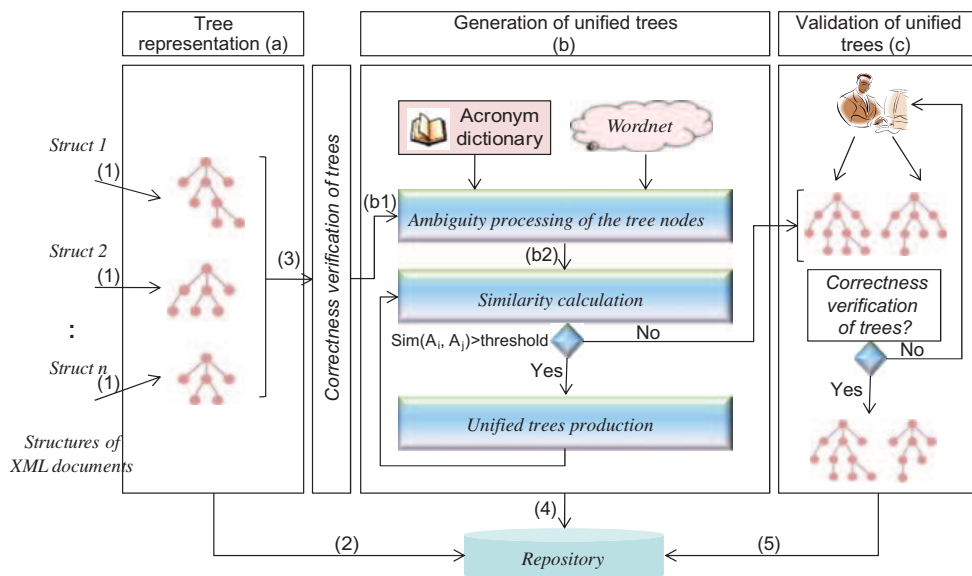 Tree
representation (a)
Generation of unified trees
(b)
Validation of unified
trees (c)
Struct 1
(1)
Struct 2
(1)
:
Struct n
(1)
Structures of
XML documents
(3)
Correctness verification of trees
Acronym
dictionary
Wordnet
(b1)
Ambiguity processing of the tree nodes
(b2)
Similarity calculation
Sim(Ai, Aj)>threshold
No
Yes
Unified trees production
Correctness
verification
of trees?
No
Yes
(2)
(4)
(5)
Repository